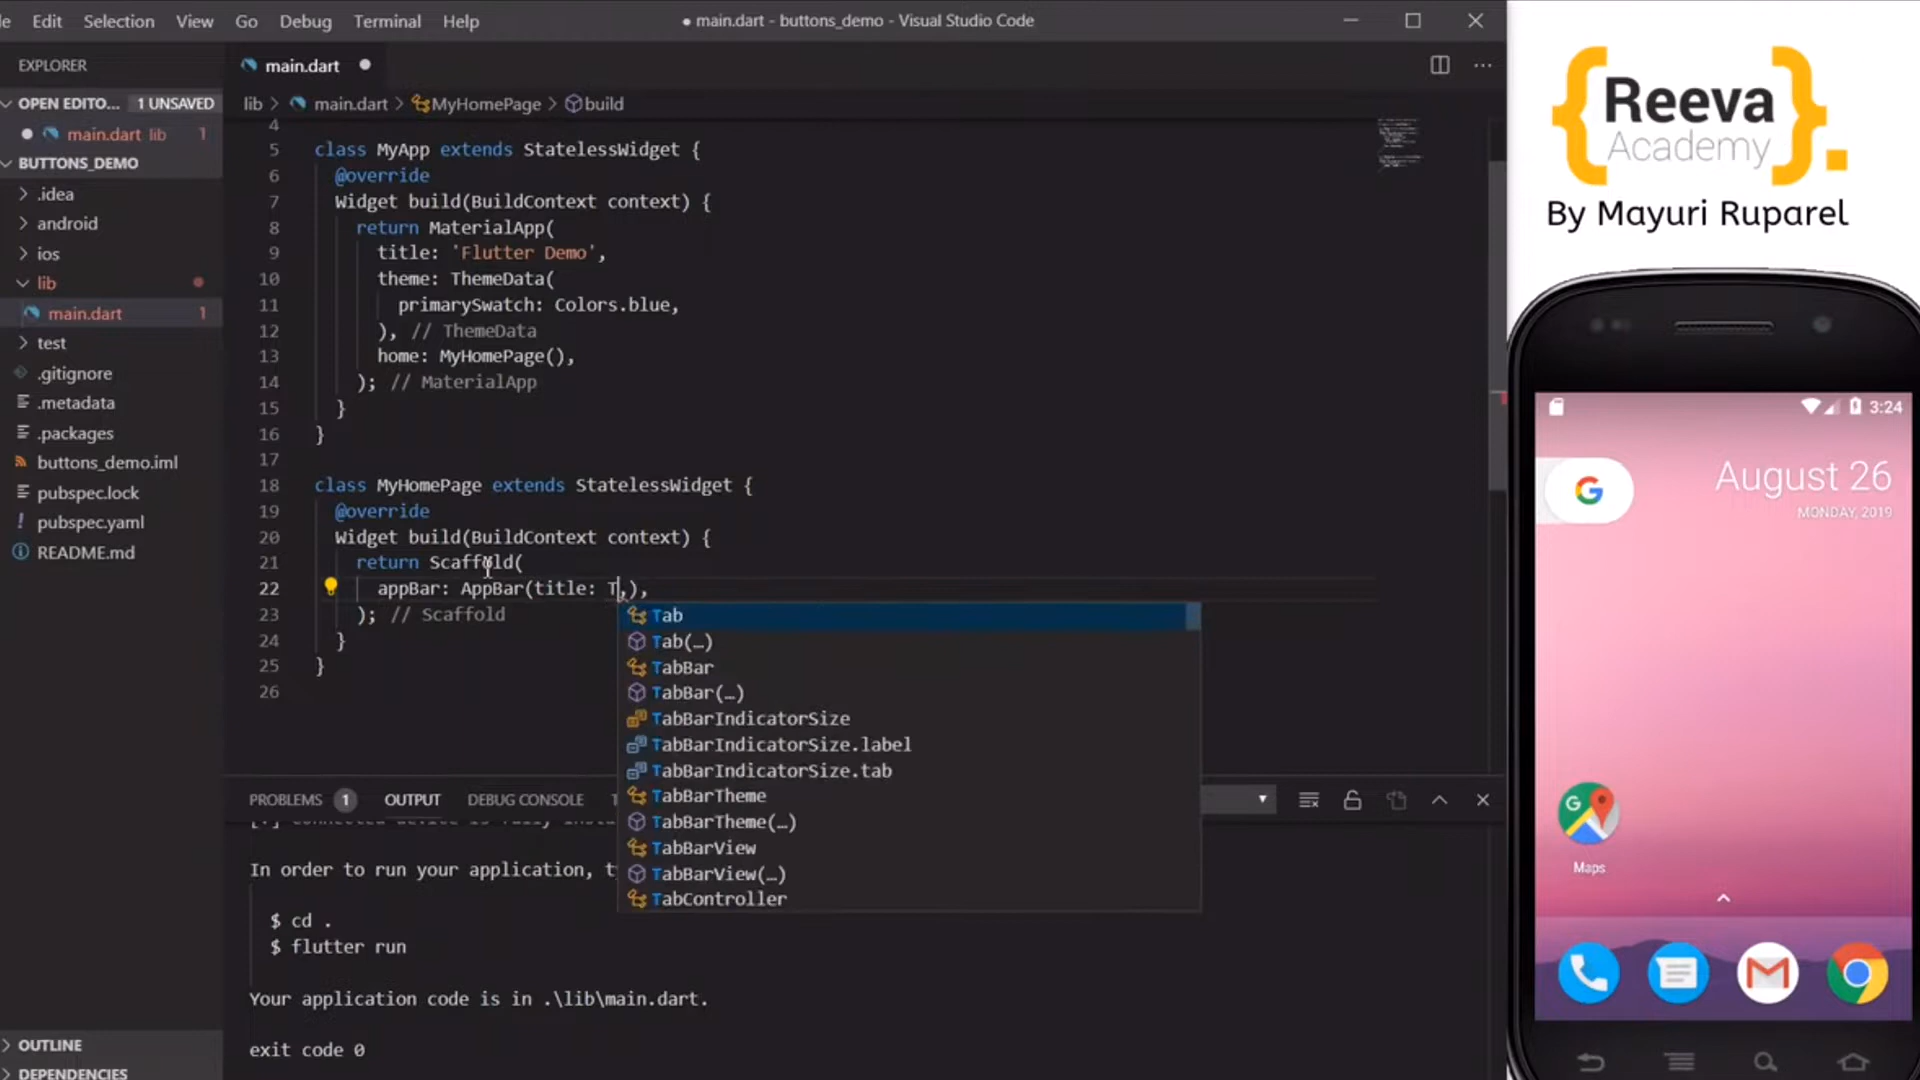 Edit Selection View Go Debug Terminal Help
● main.dart - buttons_demo - Visual Studio Code
EXPLORER
OPEN EDITO... 1 UNSAVED
main.dart lib 1
BUTTONS_DEMO
.idea
android
ios
lib
main.dart 1
test
.gitignore
.metadata
.packages
buttons_demo.iml
pubspec.lock
pubspec.yaml
README.md
OUTLINE
DEPENDENCIES
main.dart
lib > main.dart > MyHomePage > build
4
5 class MyApp extends StatelessWidget {
6 @override
7 Widget build(BuildContext context) {
8 return MaterialApp(
9 title: 'Flutter Demo',
10 theme: ThemeData(
11 primarySwatch: Colors.blue,
12 ), // ThemeData
13 home: MyHomePage(),
14 ); // MaterialApp
15 }
16 }
17
18 class MyHomePage extends StatelessWidget {
19 @override
20 Widget build(BuildContext context) {
21 return Scaffold(
22 appBar: AppBar(title: T,),
23 ); // Scaffold
24 }
25 }
26
Tab
Tab(…)
TabBar
TabBar(…)
TabBarIndicatorSize
TabBarIndicatorSize.label
TabBarIndicatorSize.tab
TabBarTheme
TabBarTheme(…)
TabBarView
TabBarView(…)
TabController
PROBLEMS 1 OUTPUT DEBUG CONSOLE
In order to run your application,
$ cd .
$ flutter run
Your application code is in .\lib\main.dart.
exit code 0
{Reeva}
Academy
By Mayuri Ruparel
3:24
August 26
MONDAY, 2019
Maps